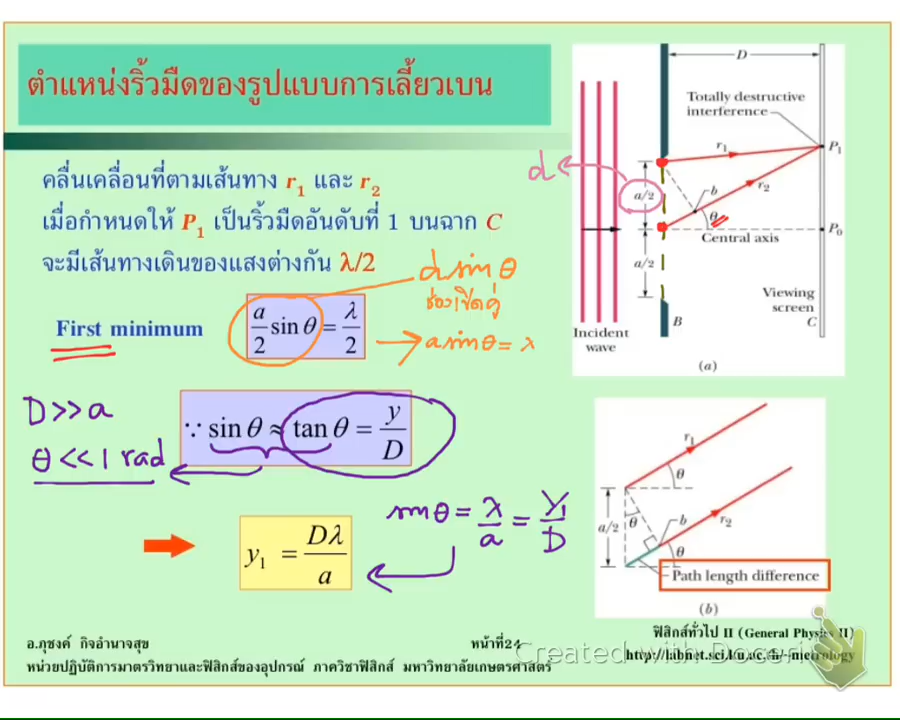 ตำแหน่งริ้วมืดของรูปแบบการเลี้ยวเบน
คลื่นเคลื่อนที่ตามเส้นทาง r₁ และ r₂
เมื่อกำหนดให้ P₁ เป็นริ้วมืดอันดับที่ 1 บนฉาก C
จะมีเส้นทางเดินของแสงต่างกัน λ/2
d sin θ
ช่องเปิดคู่
First minimum
a/2 sin θ = λ/2
a sin θ = λ
D >> a
θ << 1 rad
∵ sin θ ≈ tan θ = y/D
sin θ = λ/a = y₁/D
y₁ = Dλ/a
d
D
Totally destructive
interference
r₁
P₁
a/2
b
r₂
θ
P₀
Central axis
a/2
Viewing
screen
B
C
Incident
wave
(a)
r₁
θ
a/2
θ
b
r₂
θ
Path length difference
(b)
อ.ภุชงค์ กิจอำนาจสุข
หน้าที่24
ฟิสิกส์ทั่วไป II (General Physics II)
หน่วยปฏิบัติการมาตรวิทยาและฟิสิกส์ของอุปกรณ์ ภาควิชาฟิสิกส์ มหาวิทยาลัยเกษตรศาสตร์
http://labnet.sci.ku.ac.th/~metrology
Created with Doceri